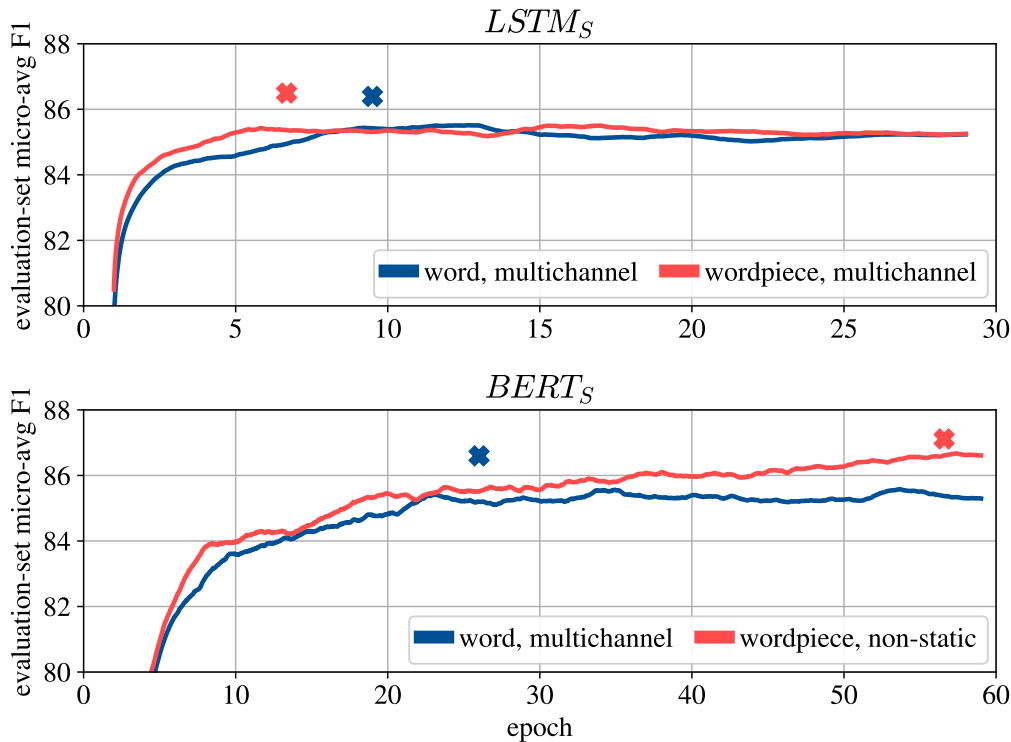 LSTM_S
evaluation-set micro-avg F1
88
86
84
82
80
word, multichannel wordpiece, multichannel
0 5 10 15 20 25 30
BERT_S
evaluation-set micro-avg F1
88
86
84
82
80
word, multichannel wordpiece, non-static
0 10 20 30 40 50 60
epoch